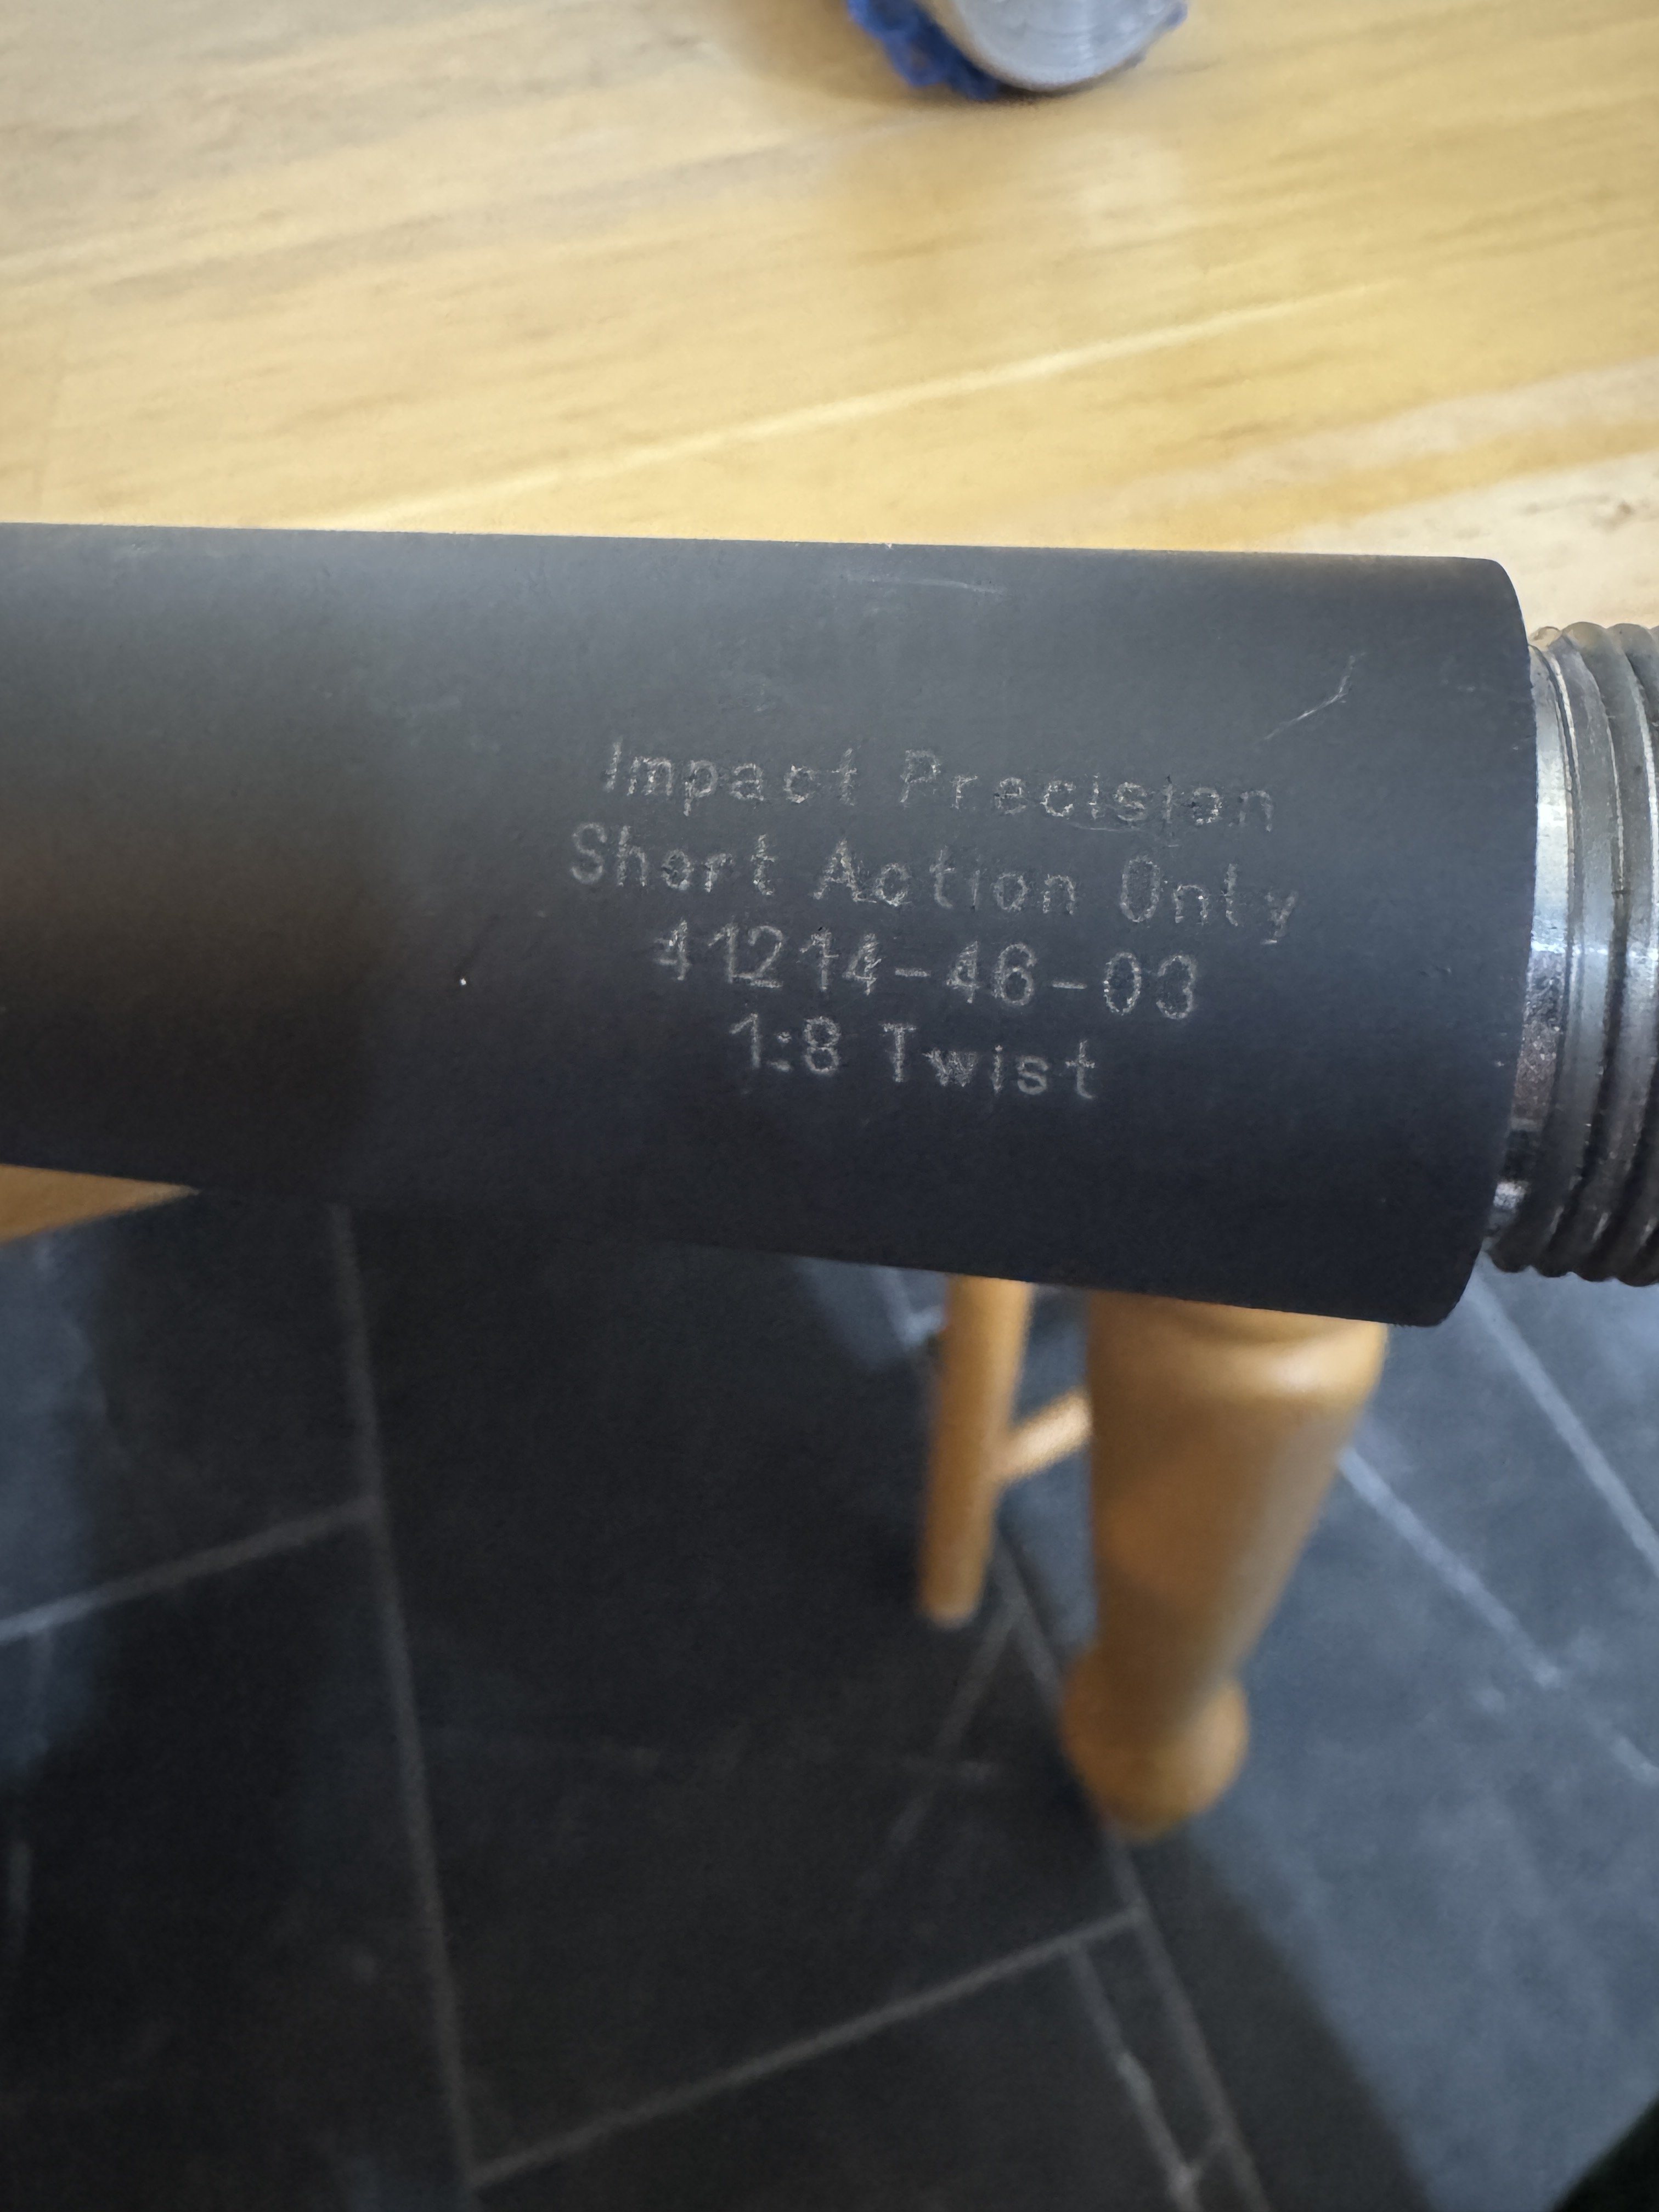 Impact Precision
Short Action Only
41214-46-03
1:8 Twist